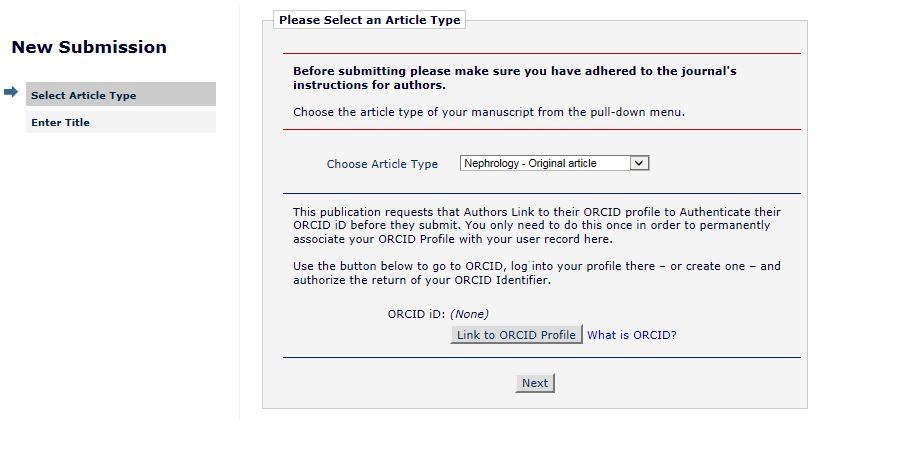 New Submission
Select Article Type
Enter Title
Please Select an Article Type
Before submitting please make sure you have adhered to the journal's
instructions for authors.
Choose the article type of your manuscript from the pull-down menu.
Choose Article Type
Nephrology - Original article
This publication requests that Authors Link to their ORCID profile to Authenticate their
ORCID iD before they submit. You only need to do this once in order to permanently
associate your ORCID Profile with your user record here.
Use the button below to go to ORCID, log into your profile there – or create one – and
authorize the return of your ORCID Identifier.
ORCID iD: (None)
Link to ORCID Profile What is ORCID?
Next